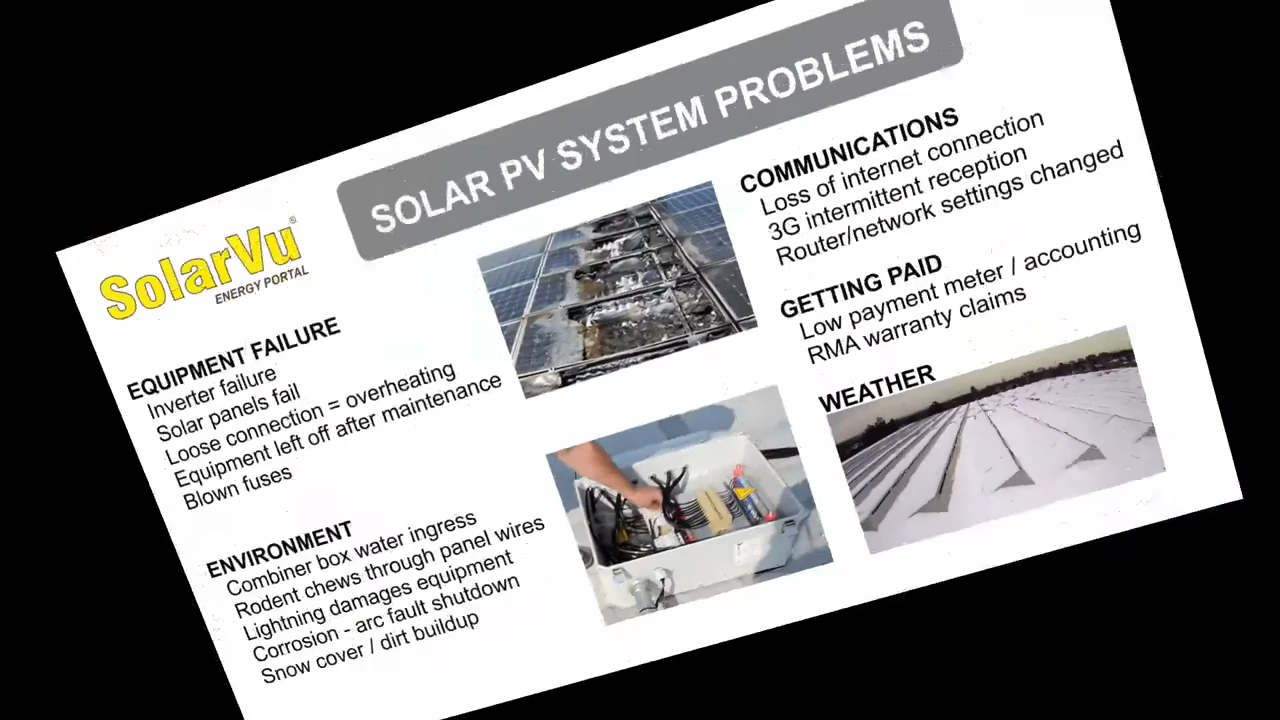 SOLAR PV SYSTEM PROBLEMS
SolarVu®
ENERGY PORTAL
EQUIPMENT FAILURE
Inverter failure
Solar panels fail
Loose connection = overheating
Equipment left off after maintenance
Blown fuses
ENVIRONMENT
Combiner box water ingress
Rodent chews through panel wires
Lightning damages equipment
Corrosion - arc fault shutdown
Snow cover / dirt buildup
COMMUNICATIONS
Loss of internet connection
3G intermittent reception
Router/network settings changed
GETTING PAID
Low payment meter / accounting
RMA warranty claims
WEATHER